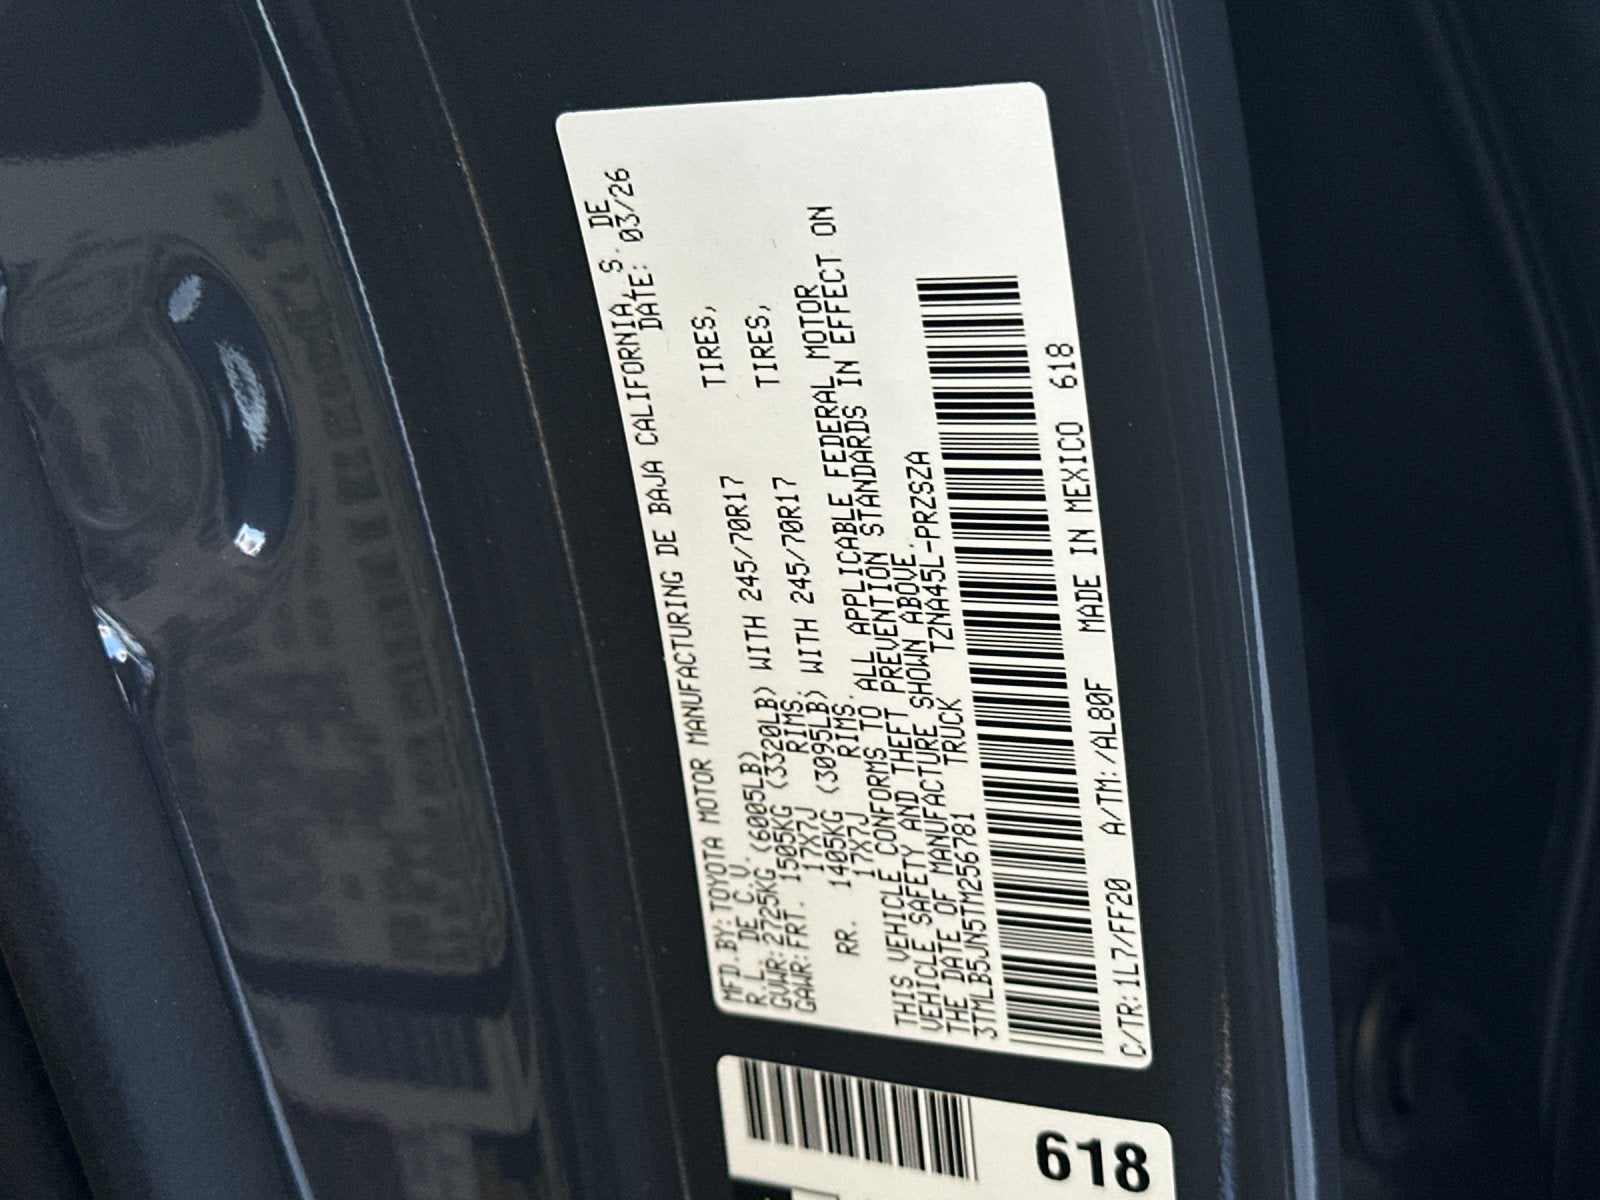 MFD.BY:TOYOTA MOTOR MANUFACTURING DE BAJA CALIFORNIA, S. DE
R.L. DE C.V. DATE: 03/26
GVWR:2725KG (6005LB)
GAWR:FRT. 1505KG (3320LB) WITH 245/70R17 TIRES,
17X7J RIMS.
RR. 1405KG (3095LB) WITH 245/70R17 TIRES,
17X7J RIMS.
THIS VEHICLE CONFORMS TO ALL APPLICABLE FEDERAL MOTOR
VEHICLE SAFETY AND THEFT PREVENTION STANDARDS IN EFFECT ON
THE DATE OF MANUFACTURE SHOWN ABOVE.
3TMLB5JN5TM256781 TRUCK TZNA45L-PRZSZA
C/TR:1L7/FF20 A/TM:/AL80F MADE IN MEXICO 618
618